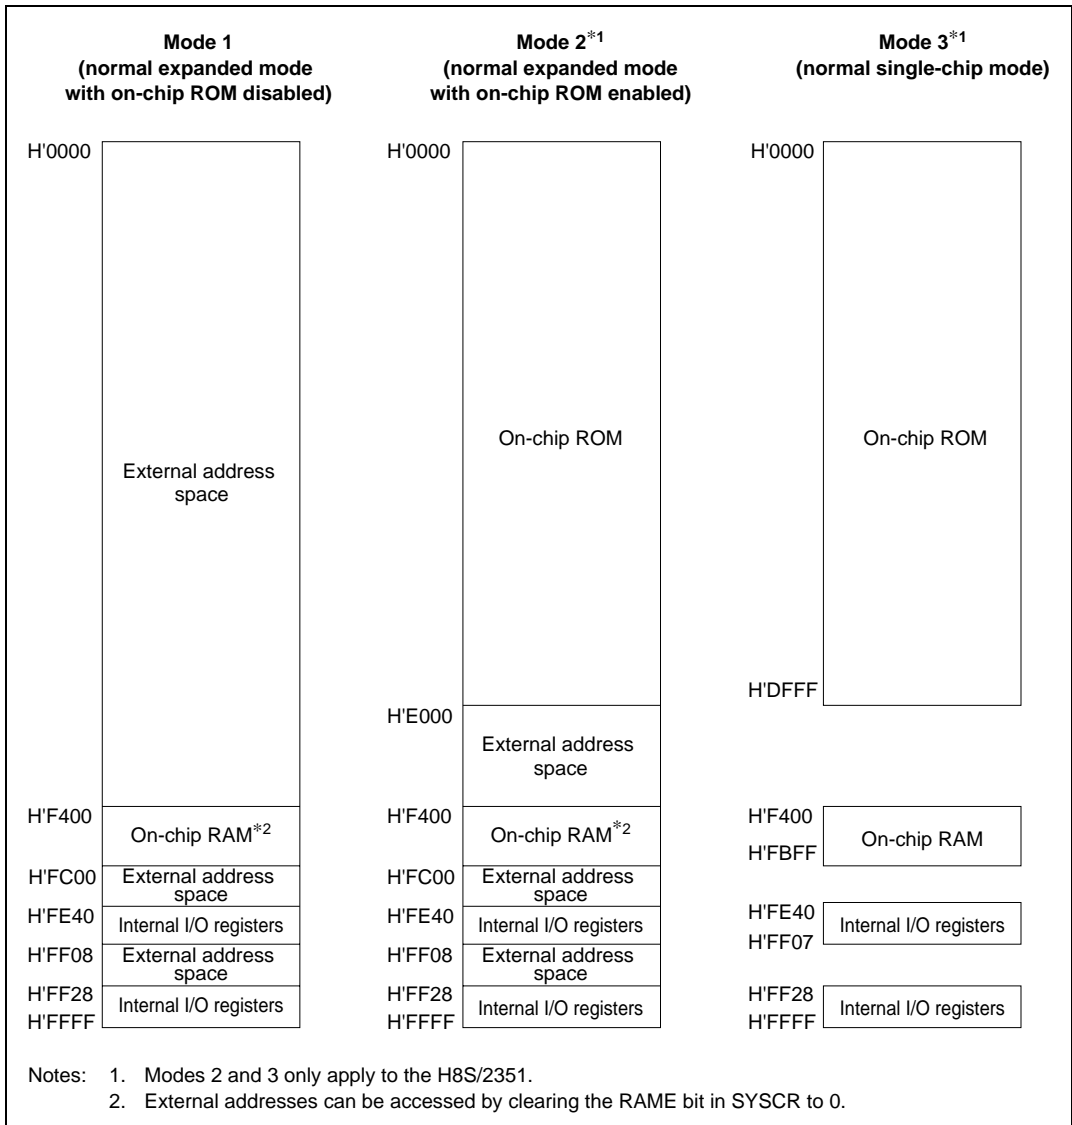 Mode 1
(normal expanded mode
with on-chip ROM disabled)
H'0000
External address
space
H'F400
On-chip RAM*2
H'FC00
External address
space
H'FE40
Internal I/O registers
H'FF08
External address
space
H'FF28
Internal I/O registers
H'FFFF
Mode 2*1
(normal expanded mode
with on-chip ROM enabled)
H'0000
On-chip ROM
H'E000
External address
space
H'F400
On-chip RAM*2
H'FC00
External address
space
H'FE40
Internal I/O registers
H'FF08
External address
space
H'FF28
Internal I/O registers
H'FFFF
Mode 3*1
(normal single-chip mode)
H'0000
On-chip ROM
H'DFFF
H'F400
On-chip RAM
H'FBFF
H'FE40
Internal I/O registers
H'FF07
H'FF28
Internal I/O registers
H'FFFF
Notes: 1. Modes 2 and 3 only apply to the H8S/2351.
2. External addresses can be accessed by clearing the RAME bit in SYSCR to 0.